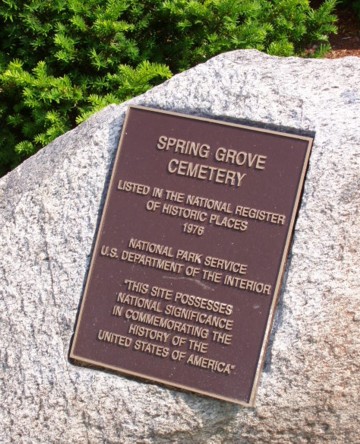 SPRING GROVE
CEMETERY
LISTED IN THE NATIONAL REGISTER
OF HISTORIC PLACES
1976
NATIONAL PARK SERVICE
U.S. DEPARTMENT OF THE INTERIOR
"THIS SITE POSSESSES
NATIONAL SIGNIFICANCE
IN COMMEMORATING THE
HISTORY OF THE
UNITED STATES OF AMERICA"